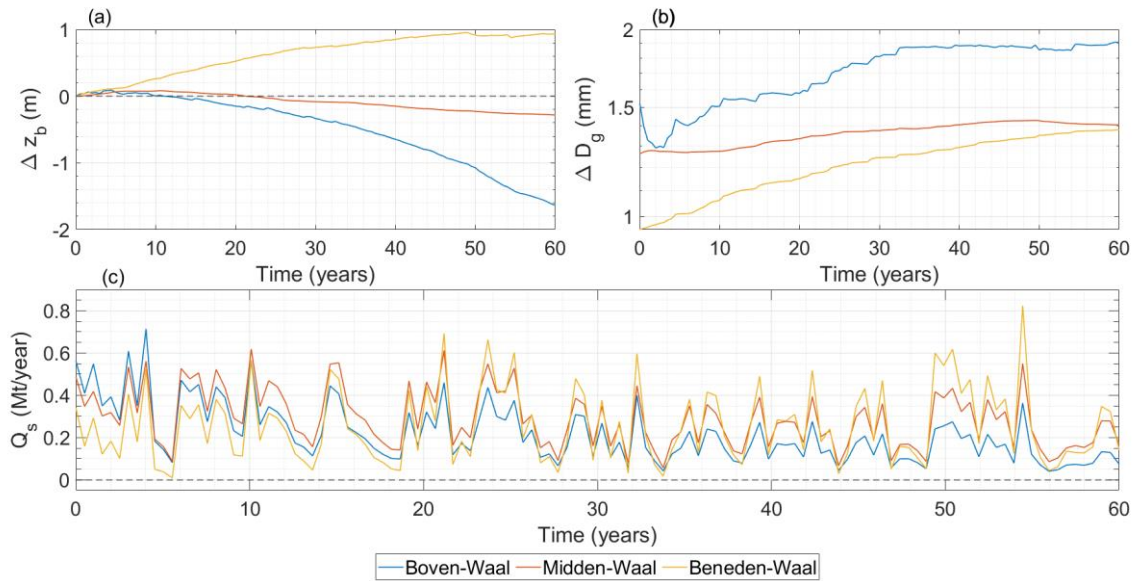 (a)
Δ z_b (m)
1
0
-1
-2
0 10 20 30 40 50 60
Time (years)
(b)
Δ D_g (mm)
2
1.5
1
0 10 20 30 40 50 60
Time (years)
(c)
Q_s (Mt/year)
0.8
0.6
0.4
0.2
0
0 10 20 30 40 50 60
Time (years)
Boven-Waal Midden-Waal Beneden-Waal